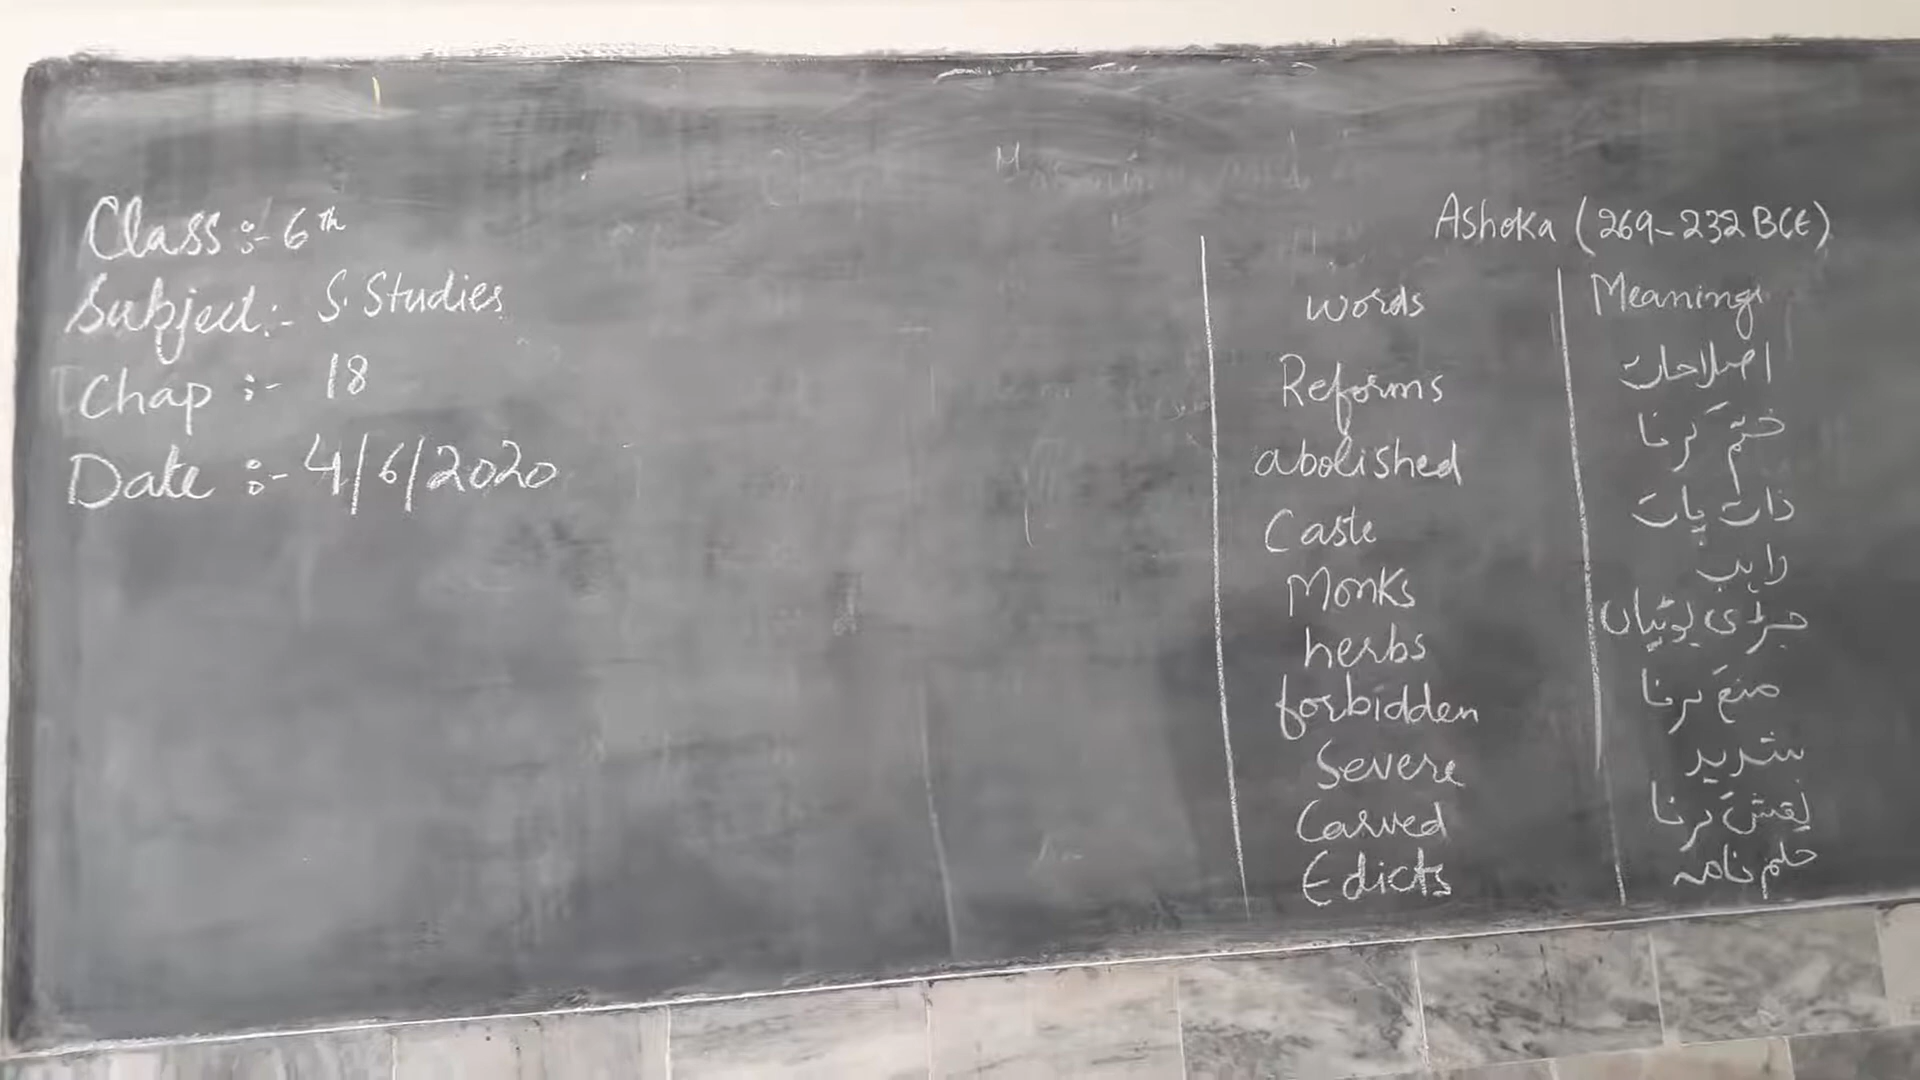 Class :- 6th
Subject :- S. Studies
Chap :- 18
Date :- 4/6/2020
Ashoka (269-232 BCE)
words Meaning
Reforms اصلاحات
abolished ختم کرنا
Caste ذات پات
Monks راہب
herbs جڑی بوٹیاں
forbidden منع کرنا
Severe شدید
Carved نقش کرنا
Edicts حکم نامہ